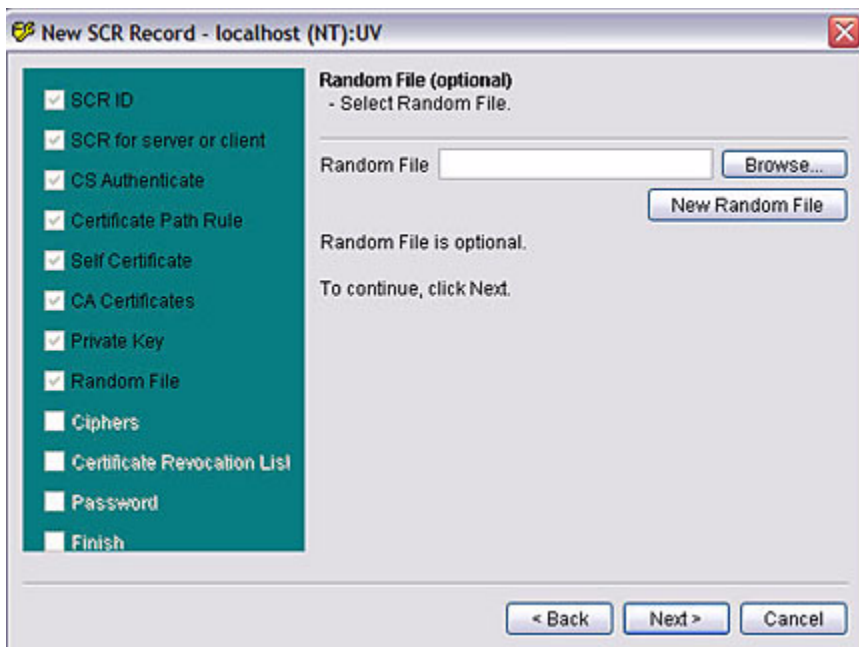 New SCR Record - localhost (NT):UV
SCR ID
SCR for server or client
CS Authenticate
Certificate Path Rule
Self Certificate
CA Certificates
Private Key
Random File
Ciphers
Certificate Revocation List
Password
Finish
Random File (optional)
- Select Random File.
Random File
Browse...
New Random File
Random File is optional.
To continue, click Next.
< Back
Next >
Cancel